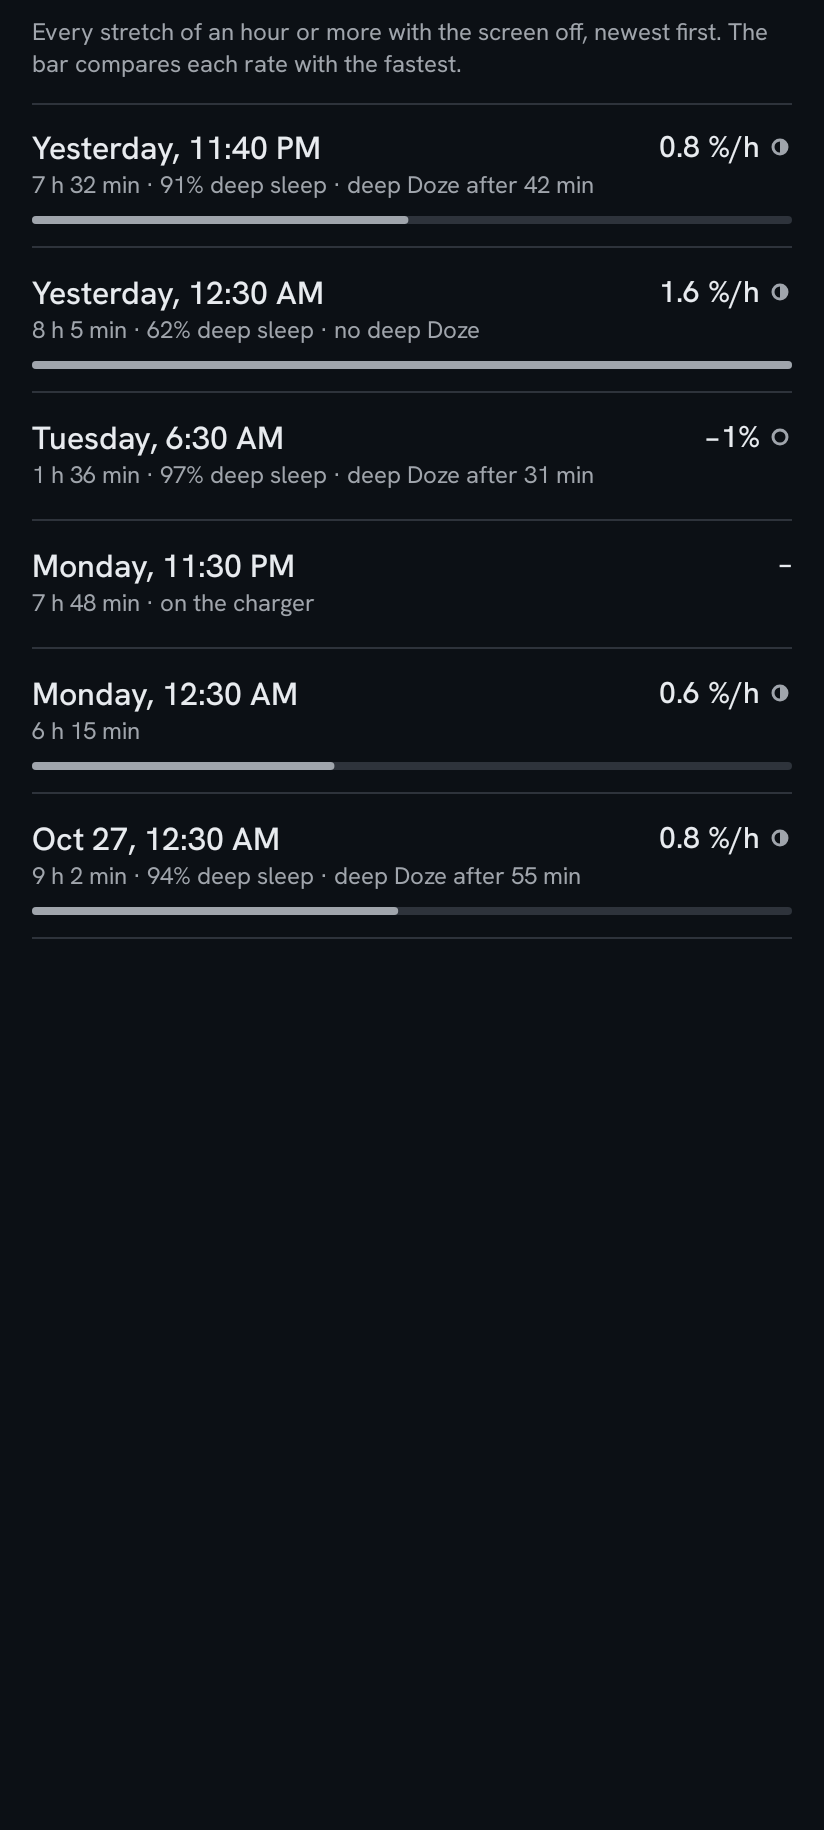 Every stretch of an hour or more with the screen off, newest first. The
bar compares each rate with the fastest.
Yesterday, 11:40 PM
0.8 %/h
7 h 32 min · 91% deep sleep · deep Doze after 42 min
Yesterday, 12:30 AM
1.6 %/h
8 h 5 min · 62% deep sleep · no deep Doze
Tuesday, 6:30 AM
−1%
1 h 36 min · 97% deep sleep · deep Doze after 31 min
Monday, 11:30 PM
–
7 h 48 min · on the charger
Monday, 12:30 AM
0.6 %/h
6 h 15 min
Oct 27, 12:30 AM
0.8 %/h
9 h 2 min · 94% deep sleep · deep Doze after 55 min